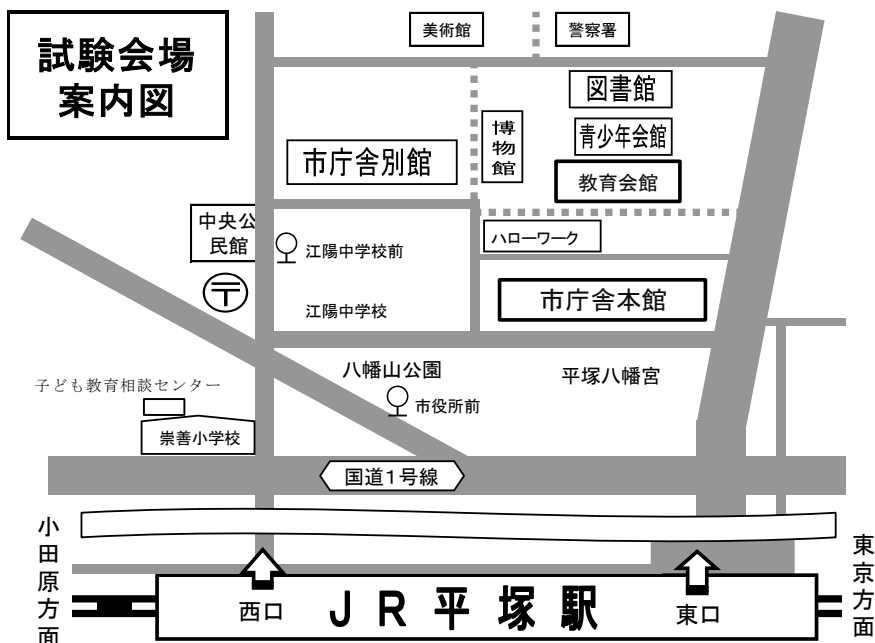 試験会場
案内図
美術館
警察署
図書館
青少年会館
博物館
市庁舎別館
教育会館
中央公
民館
江陽中学校前
ハローワーク
〒
江陽中学校
市庁舎本館
八幡山公園
平塚八幡宮
子ども教育相談センター
市役所前
崇善小学校
国道1号線
小田原方面
東京方面
西口
JR平塚駅
東口